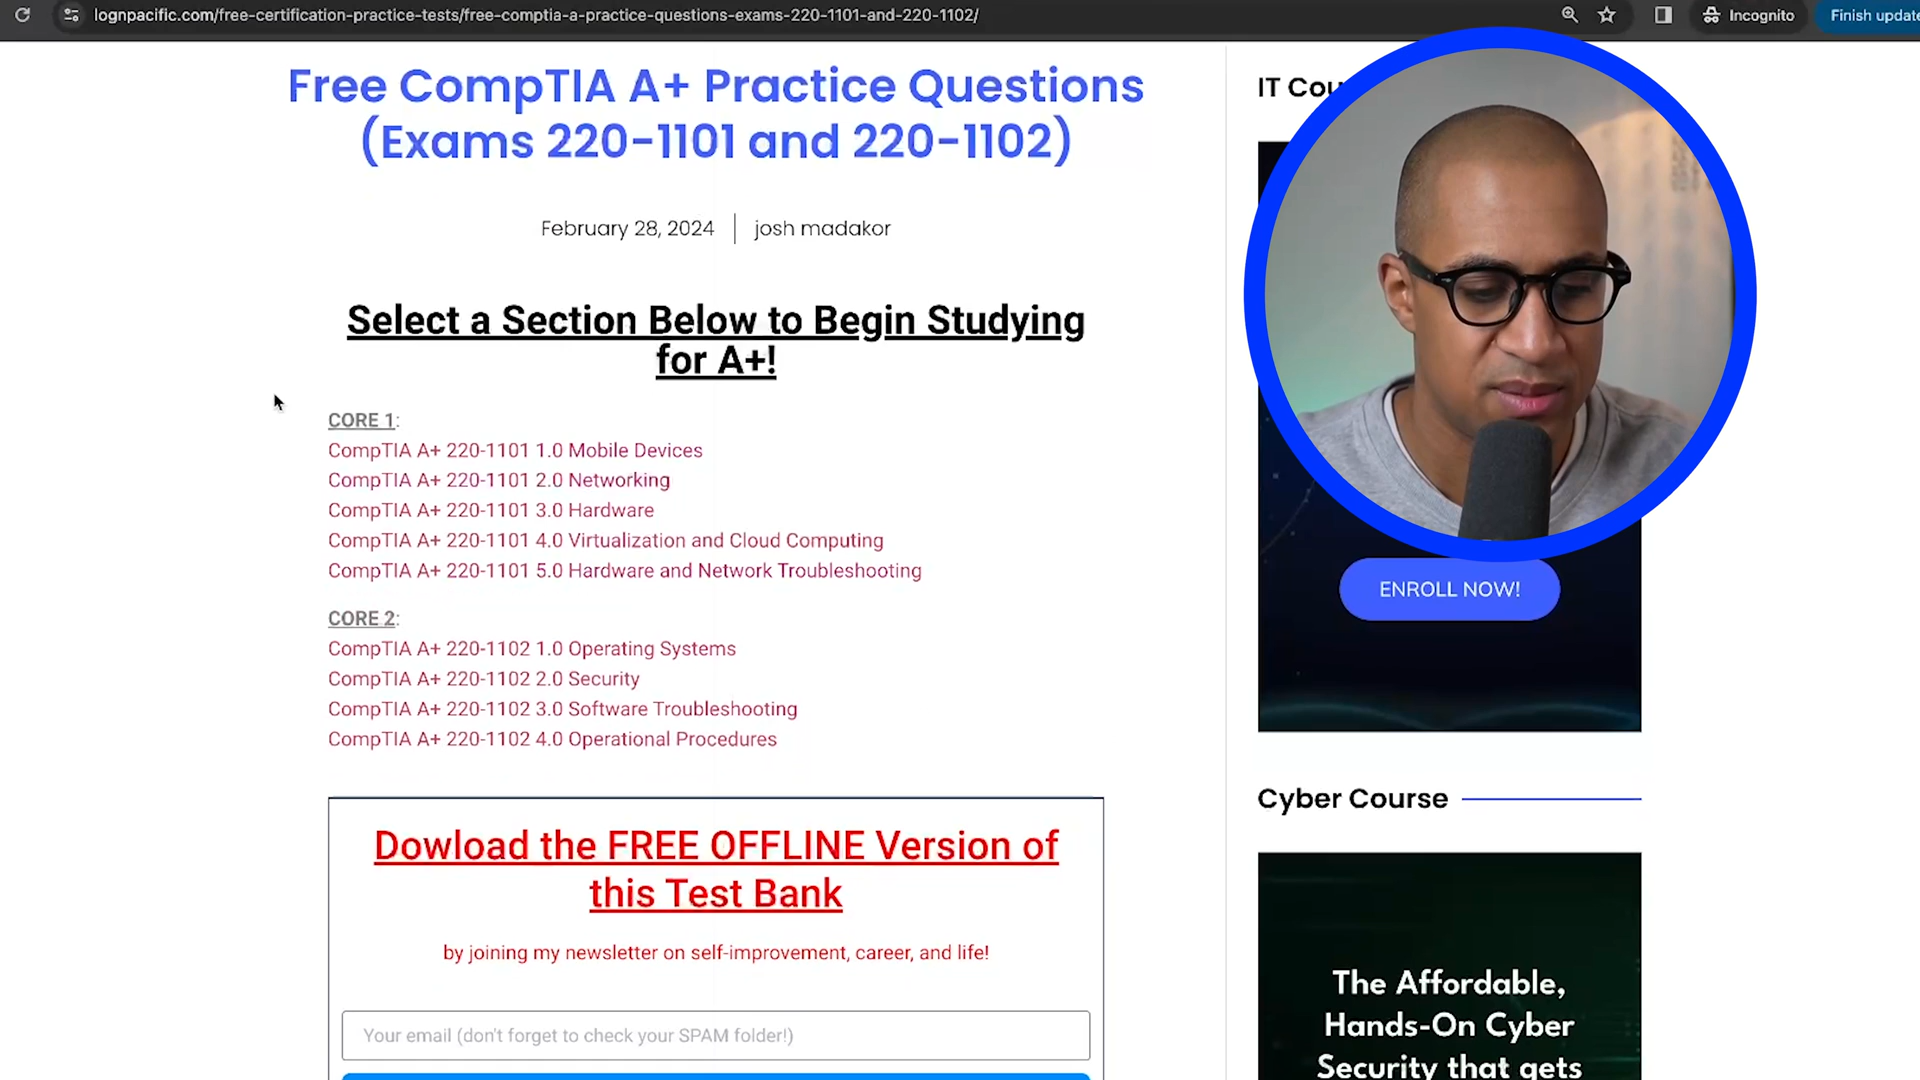 lognpacific.com/free-certification-practice-tests/free-comptia-a-practice-questions-exams-220-1101-and-220-1102/
Incognito
Finish update
Free CompTIA A+ Practice Questions
(Exams 220-1101 and 220-1102)
February 28, 2024
josh madakor
Select a Section Below to Begin Studying
for A+!
CORE 1:
CompTIA A+ 220-1101 1.0 Mobile Devices
CompTIA A+ 220-1101 2.0 Networking
CompTIA A+ 220-1101 3.0 Hardware
CompTIA A+ 220-1101 4.0 Virtualization and Cloud Computing
CompTIA A+ 220-1101 5.0 Hardware and Network Troubleshooting
CORE 2:
CompTIA A+ 220-1102 1.0 Operating Systems
CompTIA A+ 220-1102 2.0 Security
CompTIA A+ 220-1102 3.0 Software Troubleshooting
CompTIA A+ 220-1102 4.0 Operational Procedures
Dowload the FREE OFFLINE Version of
this Test Bank
by joining my newsletter on self-improvement, career, and life!
Your email (don't forget to check your SPAM folder!)
IT
ENROLL NOW!
Cyber Course
The Affordable,
Hands-On Cyber
Security that gets